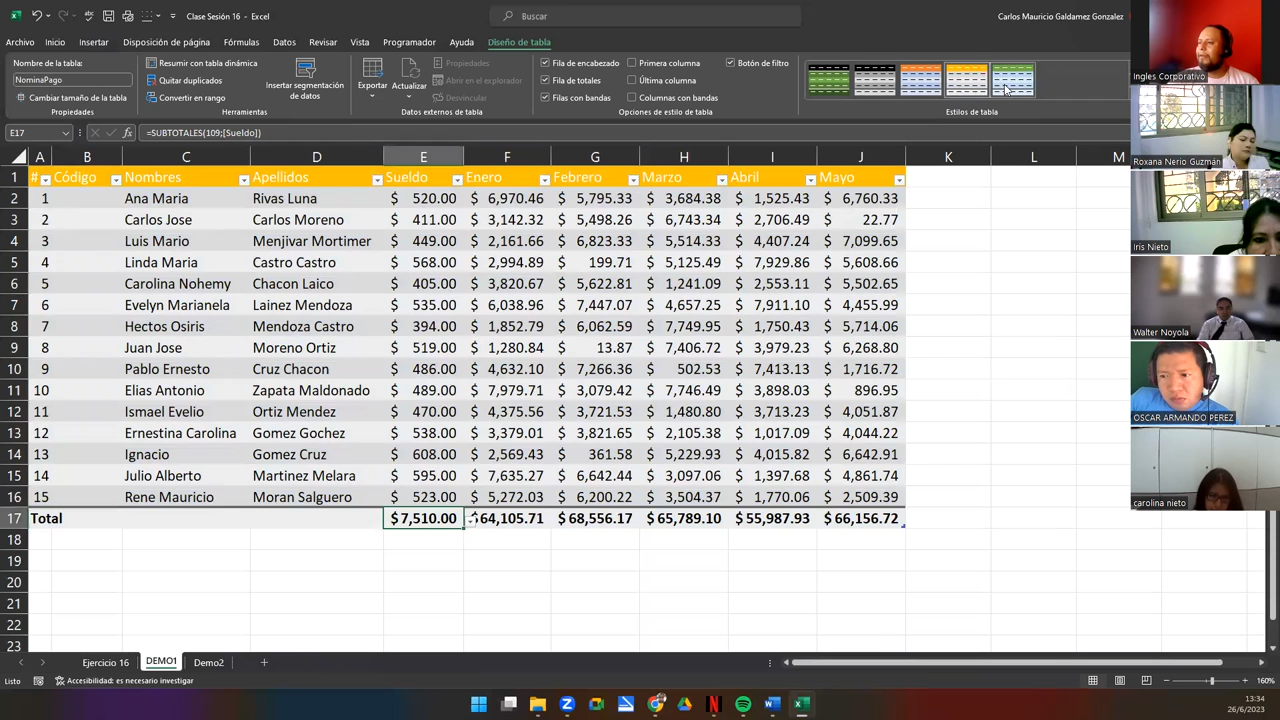 Clase Sesión 16 - Excel
Buscar
Carlos Mauricio Galdamez Gonzalez
Archivo Inicio Insertar Disposición de página Fórmulas Datos Revisar Vista Programador Ayuda Diseño de tabla
Nombre de la tabla:
NominaPago
Cambiar tamaño de la tabla
Propiedades
Resumir con tabla dinámica
Quitar duplicados
Convertir en rango
Herramientas
Insertar segmentación de datos
Exportar
Actualizar
Propiedades
Abrir en el explorador
Desvincular
Datos externos de tabla
Fila de encabezado
Fila de totales
Filas con bandas
Primera columna
Última columna
Columnas con bandas
Botón de filtro
Opciones de estilo de tabla
Estilos de tabla
E17 =SUBTOTALES(109;[Sueldo])
A B C D E F G H I J K L M
1 # Código Nombres Apellidos Sueldo Enero Febrero Marzo Abril Mayo
2 1 Ana Maria Rivas Luna $ 520.00 $ 6,970.46 $ 5,795.33 $ 3,684.38 $ 1,525.43 $ 6,760.33
3 2 Carlos Jose Carlos Moreno $ 411.00 $ 3,142.32 $ 5,498.26 $ 6,743.34 $ 2,706.49 $ 22.77
4 3 Luis Mario Menjivar Mortimer $ 449.00 $ 2,161.66 $ 6,823.33 $ 5,514.33 $ 4,407.24 $ 7,099.65
5 4 Linda Maria Castro Castro $ 568.00 $ 2,994.89 $ 199.71 $ 5,125.49 $ 7,929.86 $ 5,608.66
6 5 Carolina Nohemy Chacon Laico $ 405.00 $ 3,820.67 $ 5,622.81 $ 1,241.09 $ 2,553.11 $ 5,502.65
7 6 Evelyn Marianela Lainez Mendoza $ 535.00 $ 6,038.96 $ 7,447.07 $ 4,657.25 $ 7,911.10 $ 4,455.99
8 7 Hectos Osiris Mendoza Castro $ 394.00 $ 1,852.79 $ 6,062.59 $ 7,749.95 $ 1,750.43 $ 5,714.06
9 8 Juan Jose Moreno Ortiz $ 519.00 $ 1,260.84 $ 13.87 $ 7,406.72 $ 3,979.23 $ 6,268.80
10 9 Pablo Ernesto Cruz Chacon $ 486.00 $ 4,632.10 $ 7,266.36 $ 502.53 $ 7,413.13 $ 1,716.72
11 10 Elias Antonio Zapata Maldonado $ 489.00 $ 7,979.71 $ 3,079.42 $ 7,746.49 $ 3,898.03 $ 896.95
12 11 Ismael Evelio Ortiz Mendez $ 470.00 $ 4,375.56 $ 3,721.53 $ 1,480.80 $ 3,713.23 $ 4,051.87
13 12 Ernestina Carolina Gomez Gochez $ 538.00 $ 3,379.01 $ 3,821.65 $ 2,105.38 $ 1,017.09 $ 4,044.22
14 13 Ignacio Gomez Cruz $ 608.00 $ 2,569.43 $ 361.58 $ 5,229.93 $ 4,015.82 $ 6,642.91
15 14 Julio Alberto Martinez Melara $ 595.00 $ 7,635.27 $ 6,642.44 $ 3,097.06 $ 1,397.68 $ 4,861.74
16 15 Rene Mauricio Moran Salguero $ 523.00 $ 5,272.03 $ 6,200.22 $ 3,504.37 $ 1,770.06 $ 2,509.39
17 Total $ 7,510.00 64,105.71 $ 68,556.17 $ 65,789.10 $ 55,987.93 $ 66,156.72
18
19
20
21
22
23
Ingles Corporativo
Roxana Nerio Guzmán
Iris Nieto
Walter Noyola
OSCAR ARMANDO PEREZ
carolina nieto
Ejercicio 16 DEMO1 Demo2
Listo Accesibilidad: es necesario investigar 160%
13:34
26/6/2023